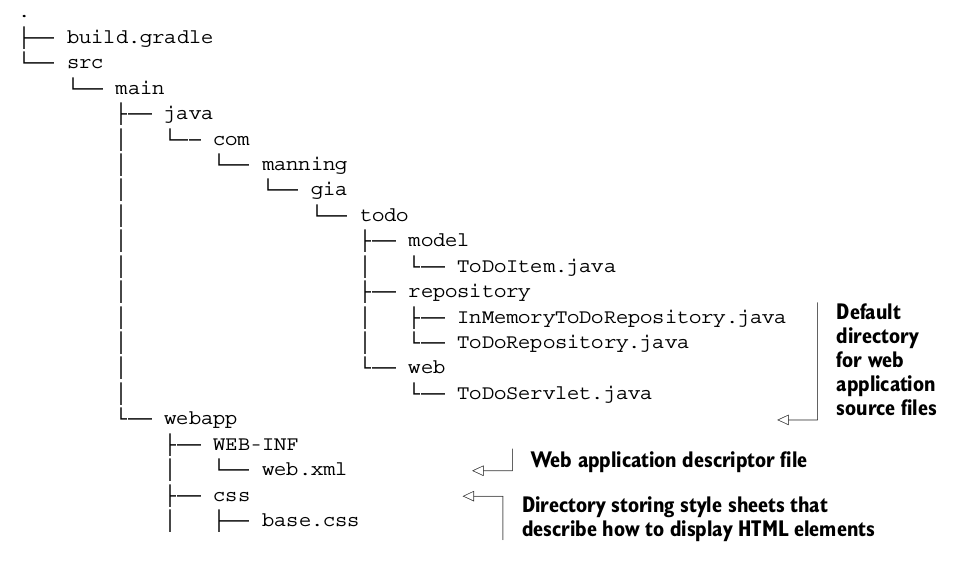 .
├── build.gradle
└── src
    └── main
        ├── java
        │   └── com
        │       └── manning
        │           └── gia
        │               └── todo
        │                   ├── model
        │                   │   └── ToDoItem.java
        │                   ├── repository
        │                   │   ├── InMemoryToDoRepository.java
        │                   │   └── ToDoRepository.java
        │                   └── web
        │                       └── ToDoServlet.java
        └── webapp
            ├── WEB-INF
            │   └── web.xml
            ├── css
            │   ├── base.css
Default
directory
for web
application
source files
Web application descriptor file
Directory storing style sheets that
describe how to display HTML elements